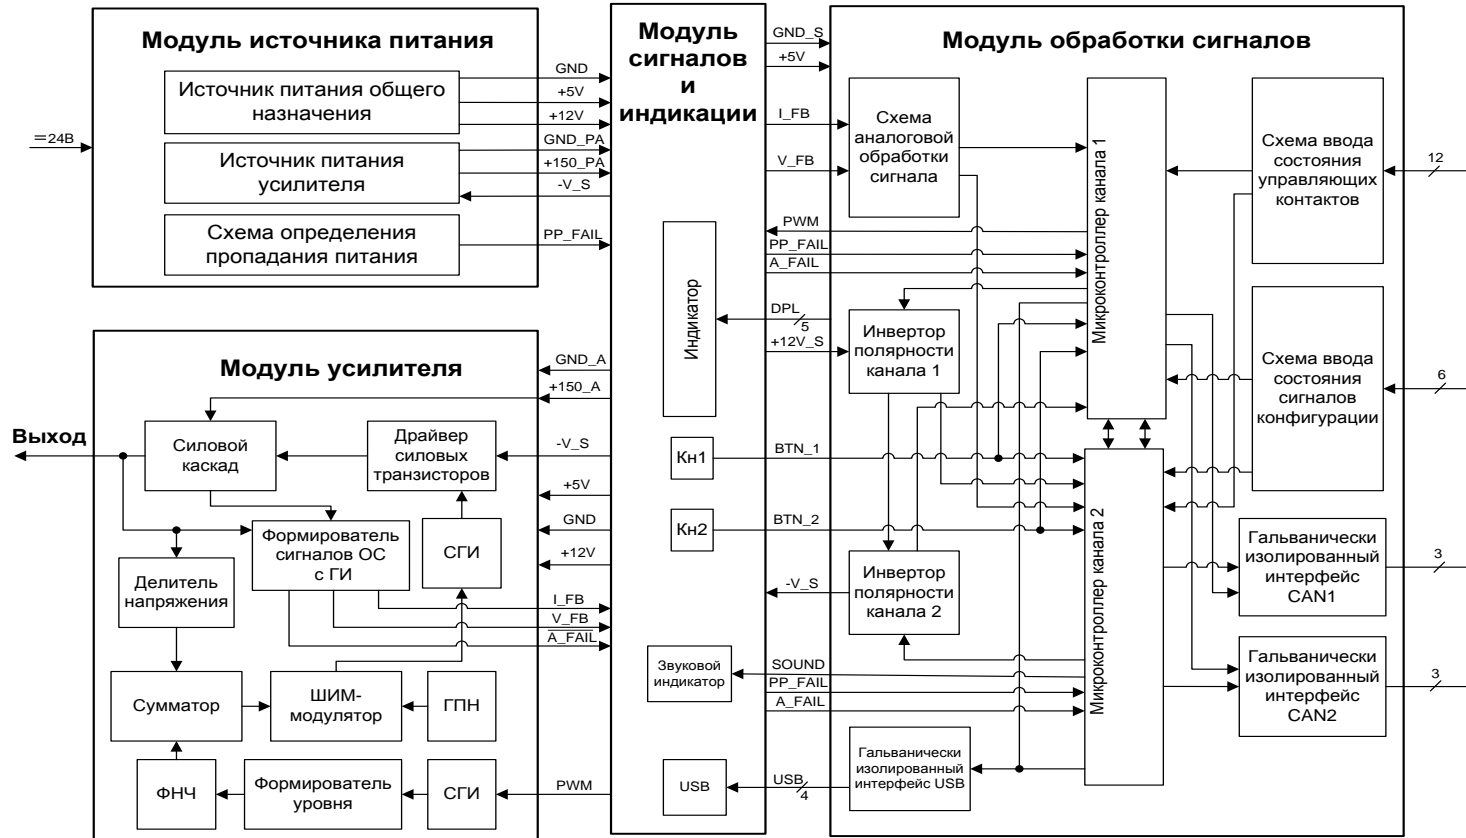 Модуль источника питания
Источник питания общего
назначения
Источник питания
усилителя
Схема определения
пропадания питания
=24В
GND
+5V
+12V
GND_PA
+150_PA
-V_S
PP_FAIL
Модуль усилителя
Выход
Силовой
каскад
Драйвер
силовых
транзисторов
Формирователь
сигналов ОС
с ГИ
СГИ
Делитель
напряжения
Сумматор
ШИМ-
модулятор
ГПН
ФНЧ
Формирователь
уровня
СГИ
GND_A
+150_A
-V_S
+5V
GND
+12V
I_FB
V_FB
A_FAIL
PWM
Модуль
сигналов
и
индикации
Индикатор
Кн1
Кн2
Звуковой
индикатор
USB
GND_S
+5V
I_FB
V_FB
PWM
PP_FAIL
A_FAIL
DPL
5
+12V_S
BTN_1
BTN_2
-V_S
SOUND
PP_FAIL
A_FAIL
USB
4
Модуль обработки сигналов
Схема
аналоговой
обработки
сигнала
Инвертор
полярности
канала 1
Инвертор
полярности
канала 2
Гальванически
изолированный
интерфейс USB
Микроконтроллер канала 1
Микроконтроллер канала 2
Схема ввода
состояния
управляющих
контактов
12
Схема ввода
состояния
сигналов
конфигурации
6
Гальванически
изолированный
интерфейс
CAN1
3
Гальванически
изолированный
интерфейс
CAN2
3